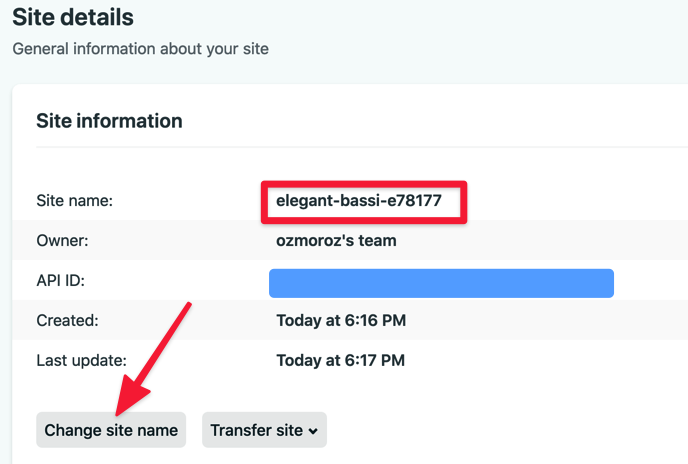 Site details
General information about your site
Site information
Site name: elegant-bassi-e78177
Owner: ozmoroz's team
API ID:
Created: Today at 6:16 PM
Last update: Today at 6:17 PM
Change site name Transfer site